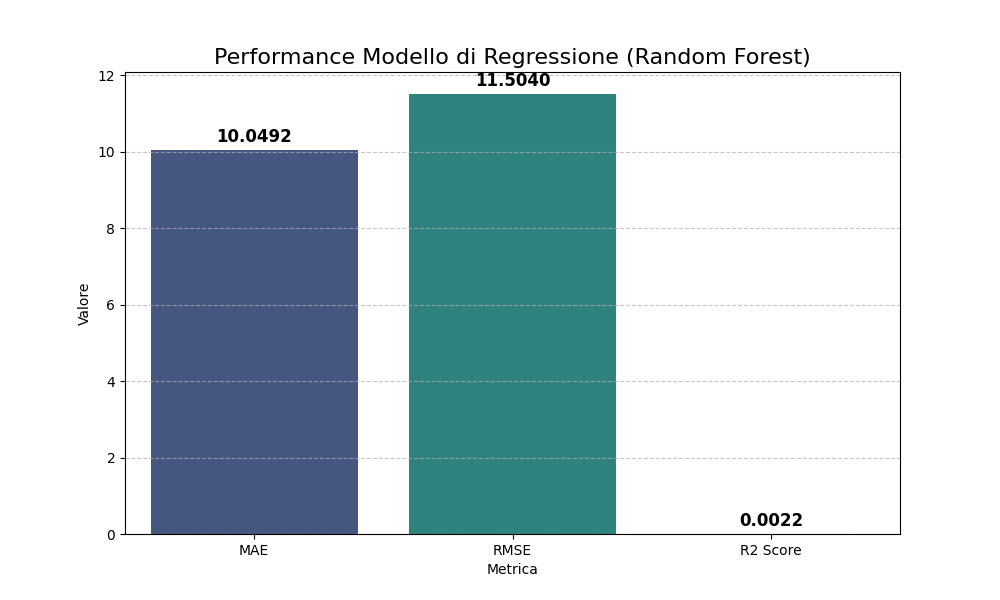 Performance Modello di Regressione (Random Forest)
12
11.5040
10.0492
10
8
6
4
2
0
0.0022
Valore
MAE
RMSE
R2 Score
Metrica